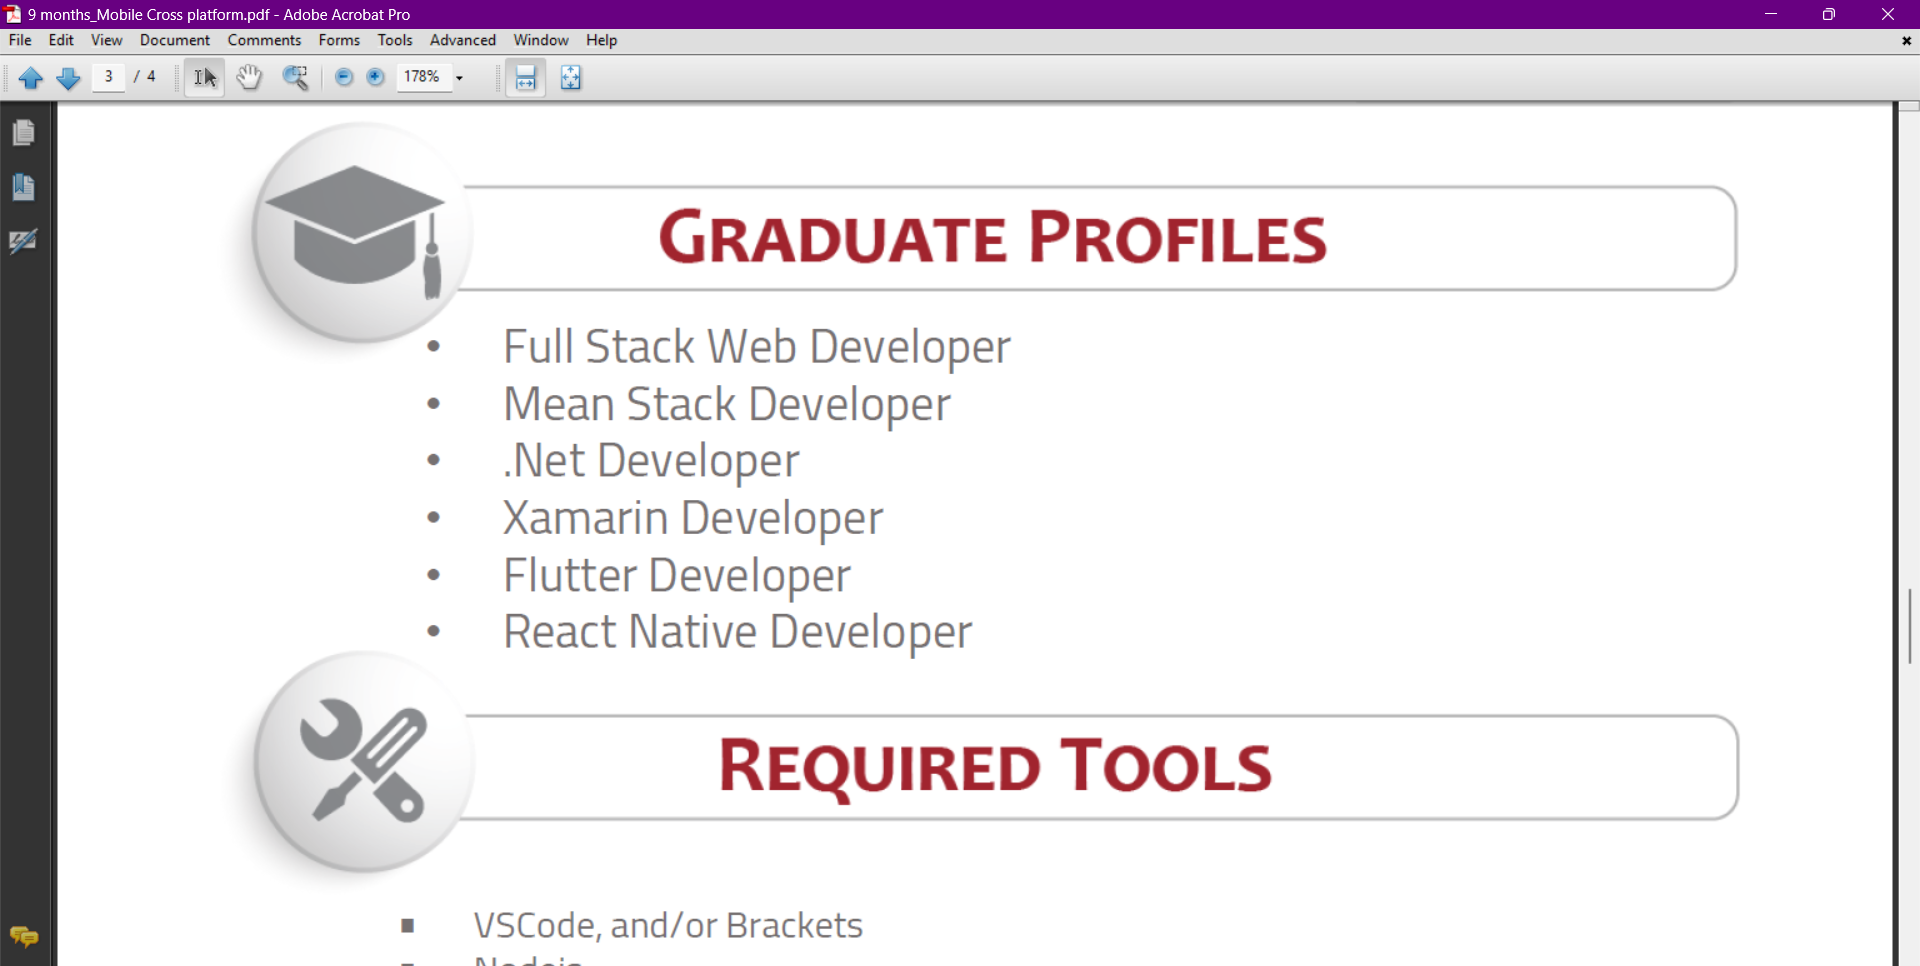 9 months_Mobile Cross platform.pdf - Adobe Acrobat Pro
File Edit View Document Comments Forms Tools Advanced Window Help
3 / 4 178%
GRADUATE PROFILES
• Full Stack Web Developer
• Mean Stack Developer
• .Net Developer
• Xamarin Developer
• Flutter Developer
• React Native Developer
REQUIRED TOOLS
▪ VSCode, and/or Brackets